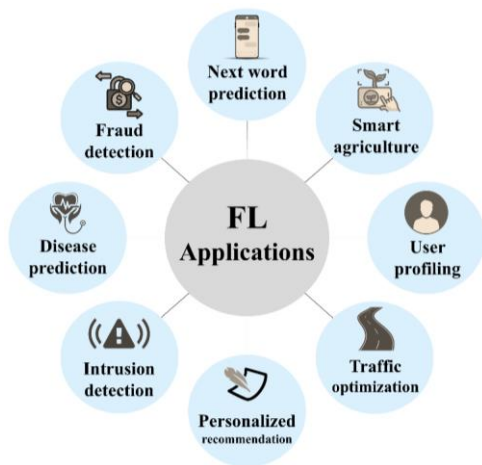 Next word
prediction
Fraud
detection
Smart
agriculture
FL
Applications
Disease
prediction
User
profiling
Intrusion
detection
Traffic
optimization
Personalized
recommendation